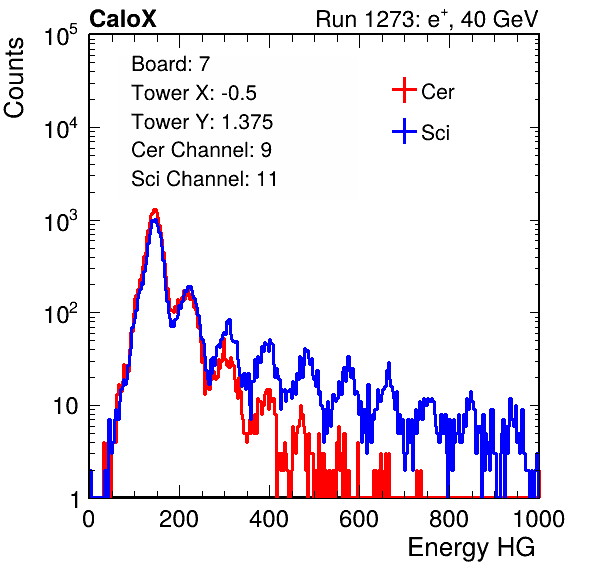 CaloX Run 1273: e⁺, 40 GeV
Counts
10⁵
10⁴
10³
10²
10
1
Board: 7
Tower X: -0.5
Tower Y: 1.375
Cer Channel: 9
Sci Channel: 11
Cer
Sci
0 200 400 600 800 1000
Energy HG